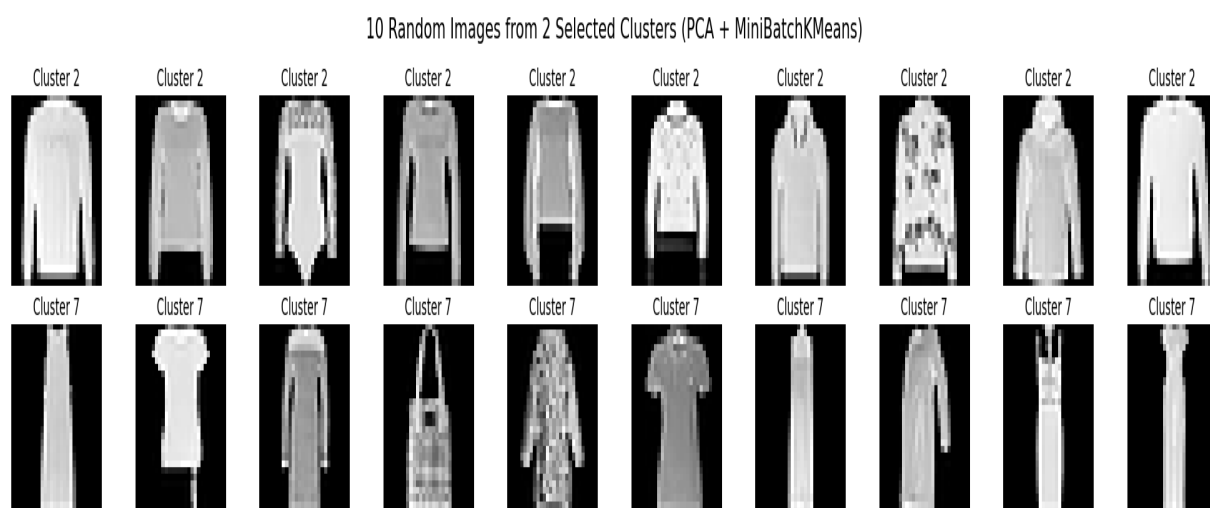 10 Random Images from 2 Selected Clusters (PCA + MiniBatchKMeans)
Cluster 2 Cluster 2 Cluster 2 Cluster 2 Cluster 2 Cluster 2 Cluster 2 Cluster 2 Cluster 2 Cluster 2
Cluster 7 Cluster 7 Cluster 7 Cluster 7 Cluster 7 Cluster 7 Cluster 7 Cluster 7 Cluster 7 Cluster 7